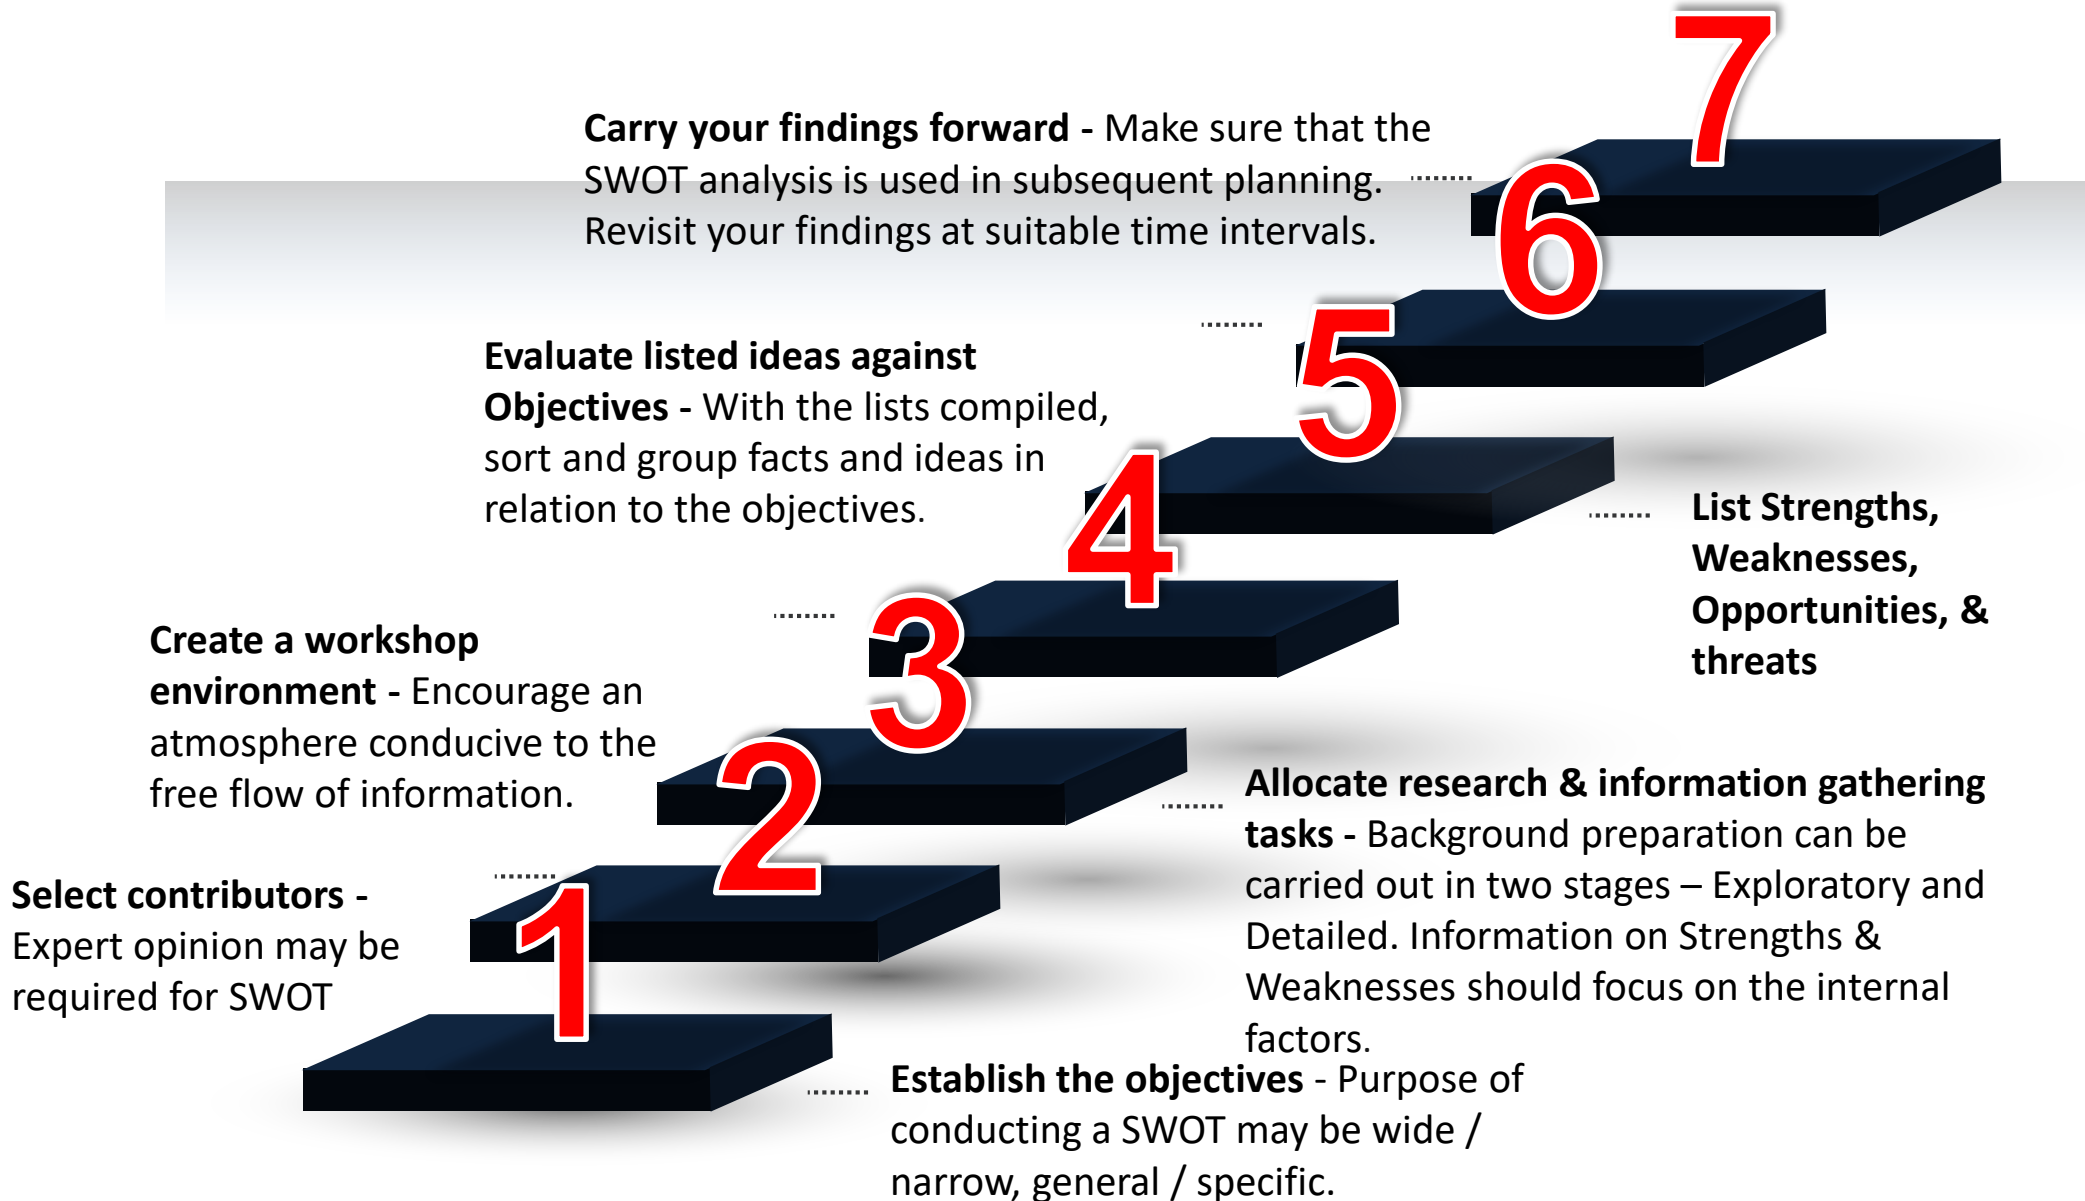 7
Carry your findings forward - Make sure that the
SWOT analysis is used in subsequent planning.
Revisit your findings at suitable time intervals.
6
Evaluate listed ideas against
Objectives - With the lists compiled,
sort and group facts and ideas in
relation to the objectives.
5
List Strengths,
Weaknesses,
Opportunities, &
threats
4
Create a workshop
environment - Encourage an
atmosphere conducive to the
free flow of information.
3
Allocate research & information gathering
tasks - Background preparation can be
carried out in two stages – Exploratory and
Detailed. Information on Strengths &
Weaknesses should focus on the internal
factors.
2
Select contributors -
Expert opinion may be
required for SWOT
1
Establish the objectives - Purpose of
conducting a SWOT may be wide /
narrow, general / specific.